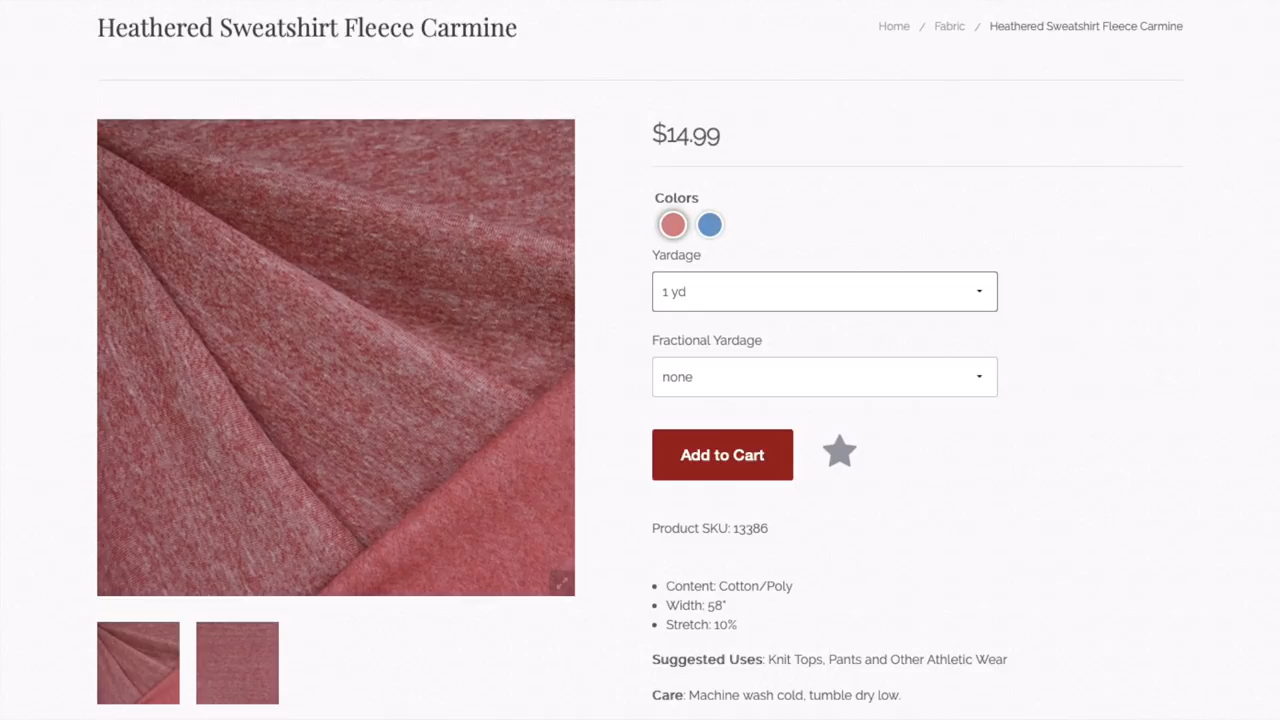 Heathered Sweatshirt Fleece Carmine
Home / Fabric / Heathered Sweatshirt Fleece Carmine
$14.99
Colors
Yardage
1 yd
Fractional Yardage
none
Add to Cart
Product SKU: 13386
Content: Cotton/Poly
Width: 58"
Stretch: 10%
Suggested Uses: Knit Tops, Pants and Other Athletic Wear
Care: Machine wash cold, tumble dry low.